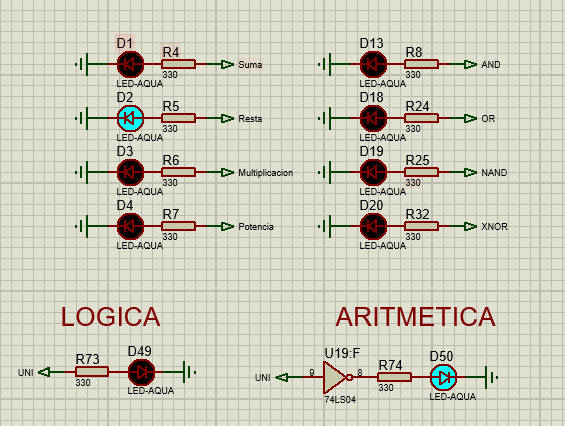 D1 R4 Suma
330
LED-AQUA
D2 R5 Resta
330
LED-AQUA
D3 R6 Multiplicacion
330
LED-AQUA
D4 R7 Potencia
330
LED-AQUA
D13 R8 AND
330
LED-AQUA
D18 R24 OR
330
LED-AQUA
D19 R25 NAND
330
LED-AQUA
D20 R32 XNOR
330
LED-AQUA
LOGICA
UNI R73 D49
330
LED-AQUA
ARITMETICA
U19:F
UNI 9 8 R74 D50
74LS04
330
LED-AQUA